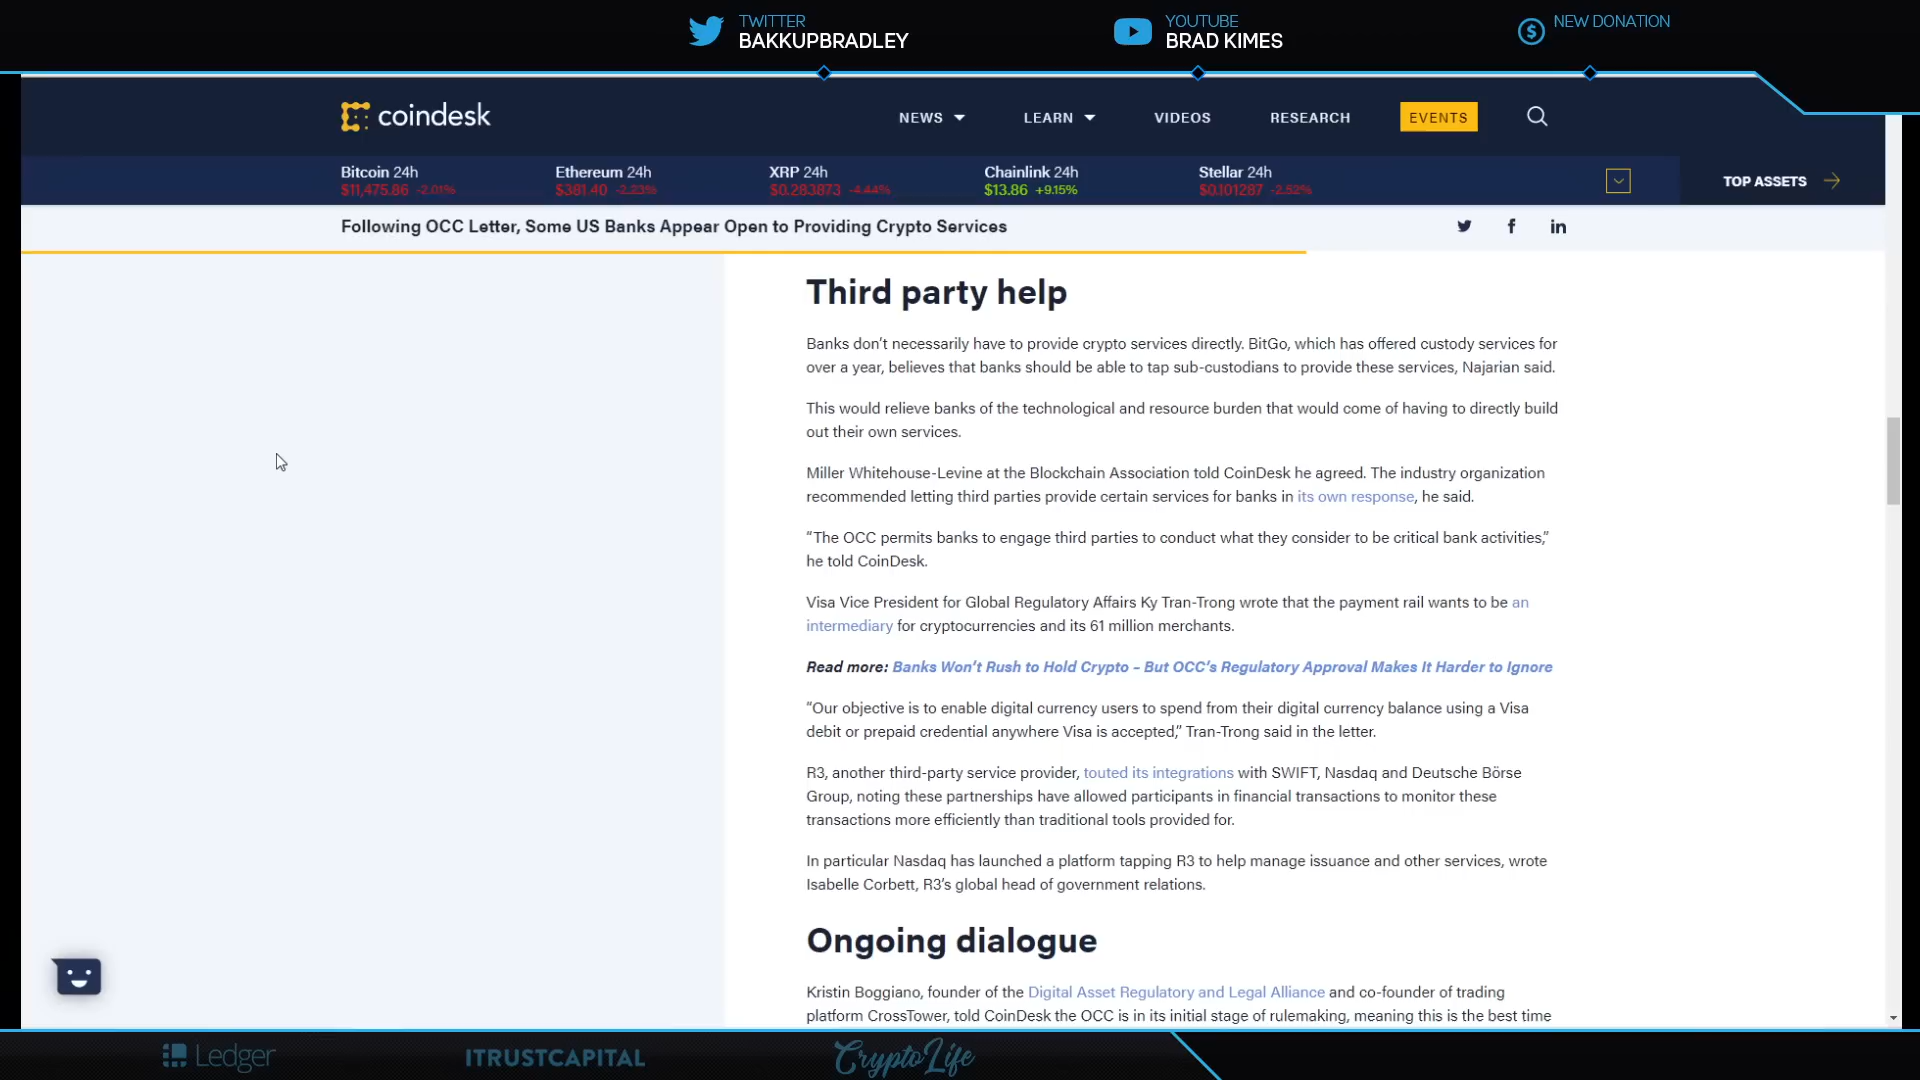 TWITTER
BAKKUPBRADLEY
YOUTUBE
BRAD KIMES
$
NEW DONATION
coindesk
NEWS
LEARN
VIDEOS
RESEARCH
EVENTS
Bitcoin 24h
$11,475.86 -2.01%
Ethereum 24h
$381.40 -2.23%
XRP 24h
$0.283873 -4.44%
Chainlink 24h
$13.86 +9.15%
Stellar 24h
$0.101287 -2.52%
TOP ASSETS
Following OCC Letter, Some US Banks Appear Open to Providing Crypto Services
Third party help
Banks don’t necessarily have to provide crypto services directly. BitGo, which has offered custody services for
over a year, believes that banks should be able to tap sub-custodians to provide these services, Najarian said.
This would relieve banks of the technological and resource burden that would come of having to directly build
out their own services.
Miller Whitehouse-Levine at the Blockchain Association told CoinDesk he agreed. The industry organization
recommended letting third parties provide certain services for banks in its own response, he said.
“The OCC permits banks to engage third parties to conduct what they consider to be critical bank activities,”
he told CoinDesk.
Visa Vice President for Global Regulatory Affairs Ky Tran-Trong wrote that the payment rail wants to be an
intermediary for cryptocurrencies and its 61 million merchants.
Read more: Banks Won’t Rush to Hold Crypto – But OCC’s Regulatory Approval Makes It Harder to Ignore
“Our objective is to enable digital currency users to spend from their digital currency balance using a Visa
debit or prepaid credential anywhere Visa is accepted,” Tran-Trong said in the letter.
R3, another third-party service provider, touted its integrations with SWIFT, Nasdaq and Deutsche Börse
Group, noting these partnerships have allowed participants in financial transactions to monitor these
transactions more efficiently than traditional tools provided for.
In particular Nasdaq has launched a platform tapping R3 to help manage issuance and other services, wrote
Isabelle Corbett, R3’s global head of government relations.
Ongoing dialogue
Kristin Boggiano, founder of the Digital Asset Regulatory and Legal Alliance and co-founder of trading
platform CrossTower, told CoinDesk the OCC is in its initial stage of rulemaking, meaning this is the best time
Ledger
ITRUSTCAPITAL
CryptoLife